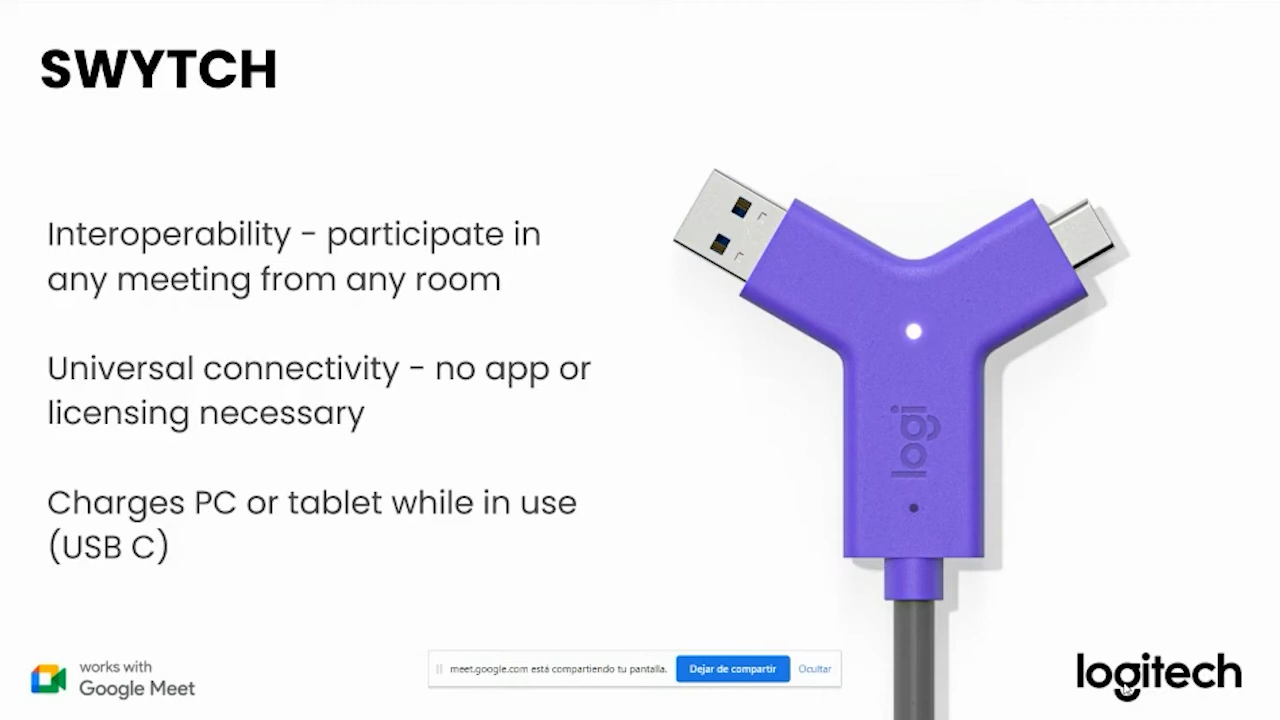 SWYTCH
Interoperability - participate in
any meeting from any room
Universal connectivity - no app or
licensing necessary
Charges PC or tablet while in use
(USB C)
logi
works with
Google Meet
meet.google.com está compartiendo tu pantalla.
Dejar de compartir
Ocultar
logitech